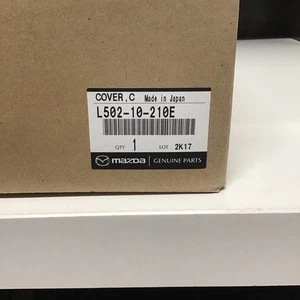 COVER,C Made in Japan
L502-10-210E
QTY 1 LOT 2K17
mazda GENUINE PARTS